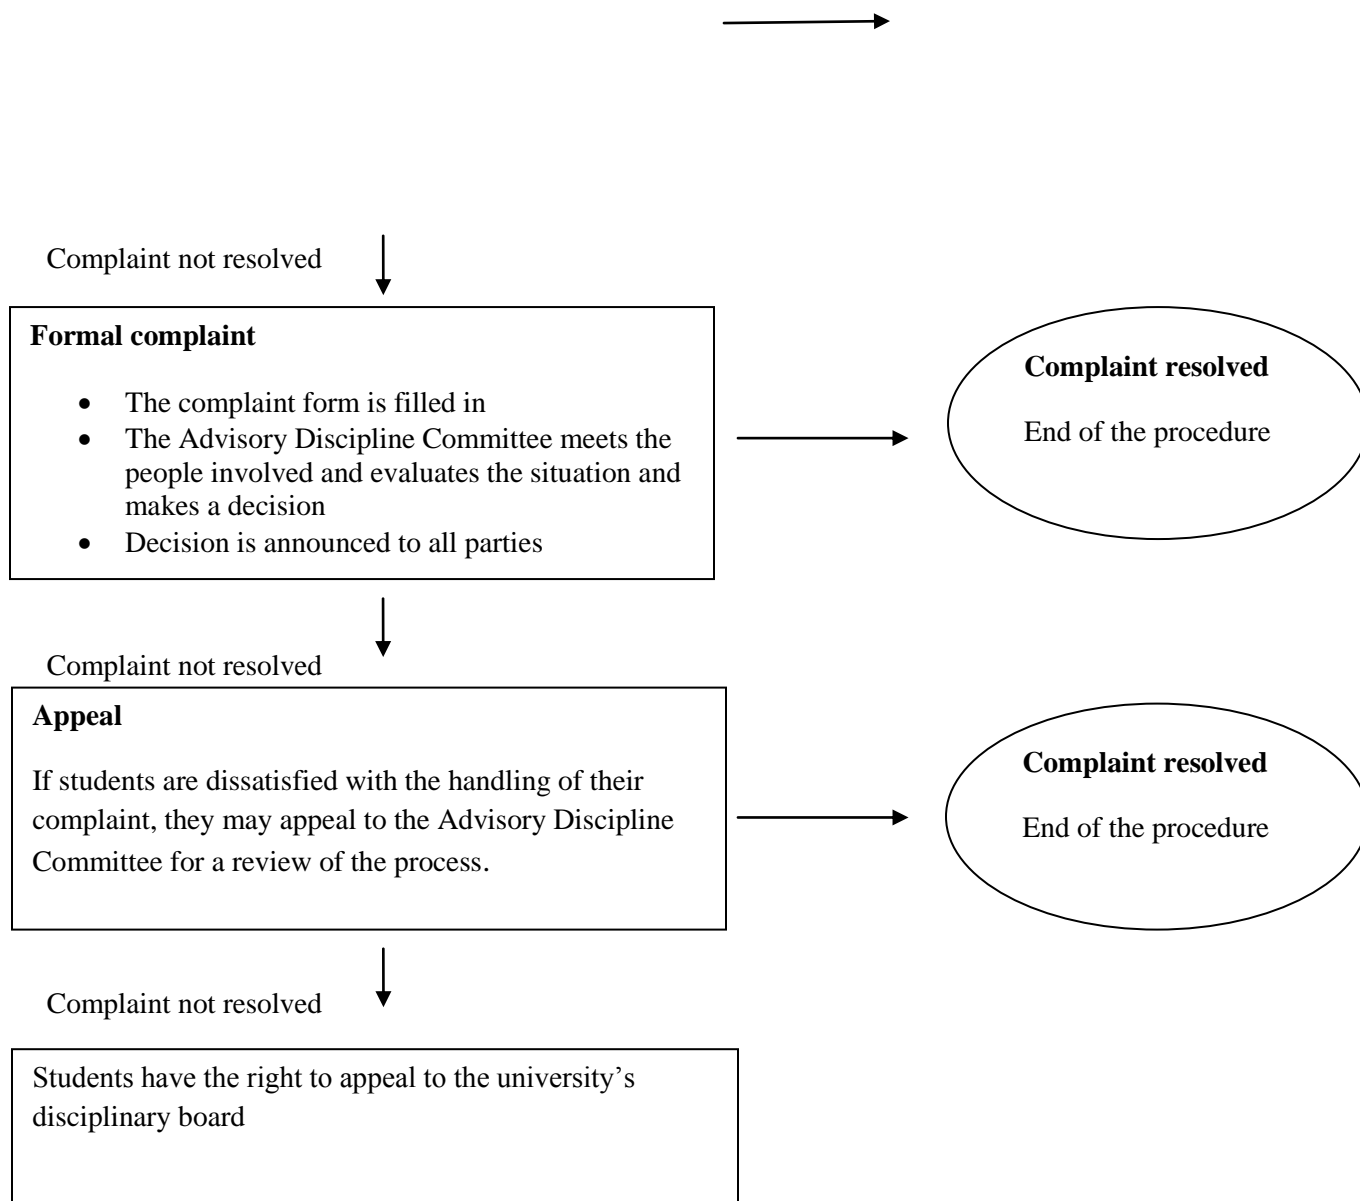 Complaint not resolved
Formal complaint
• The complaint form is filled in
• The Advisory Discipline Committee meets the
people involved and evaluates the situation and
makes a decision
• Decision is announced to all parties
Complaint resolved
End of the procedure
Complaint not resolved
Appeal
If students are dissatisfied with the handling of their
complaint, they may appeal to the Advisory Discipline
Committee for a review of the process.
Complaint resolved
End of the procedure
Complaint not resolved
Students have the right to appeal to the university’s
disciplinary board